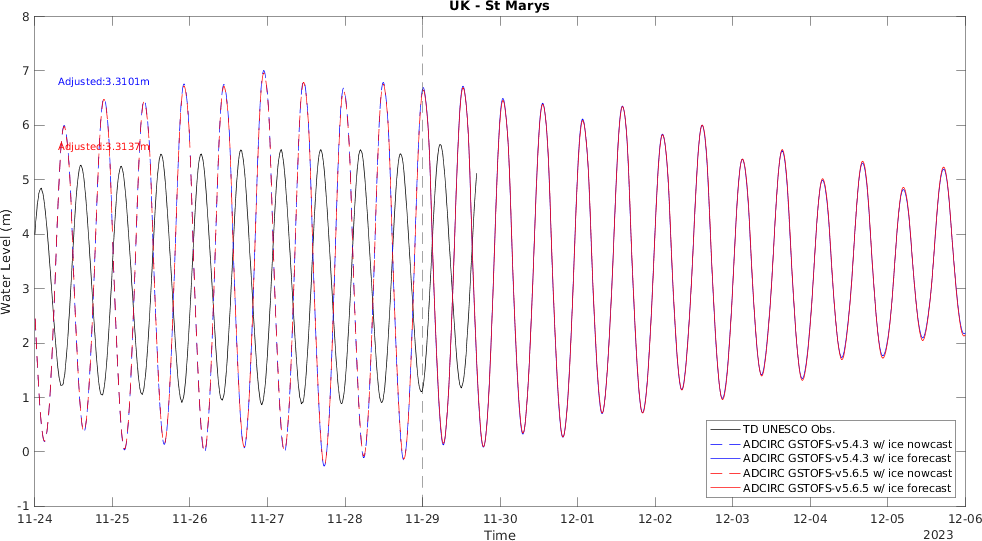 UK - St Marys
8
7
6
5
4
3
2
1
0
-1
Water Level (m)
Adjusted:3.3101m
Adjusted:3.3137m
TD UNESCO Obs.
ADCIRC GSTOFS-v5.4.3 w/ ice nowcast
ADCIRC GSTOFS-v5.4.3 w/ ice forecast
ADCIRC GSTOFS-v5.6.5 w/ ice nowcast
ADCIRC GSTOFS-v5.6.5 w/ ice forecast
11-24 11-25 11-26 11-27 11-28 11-29 11-30 12-01 12-02 12-03 12-04 12-05 12-06
Time
2023